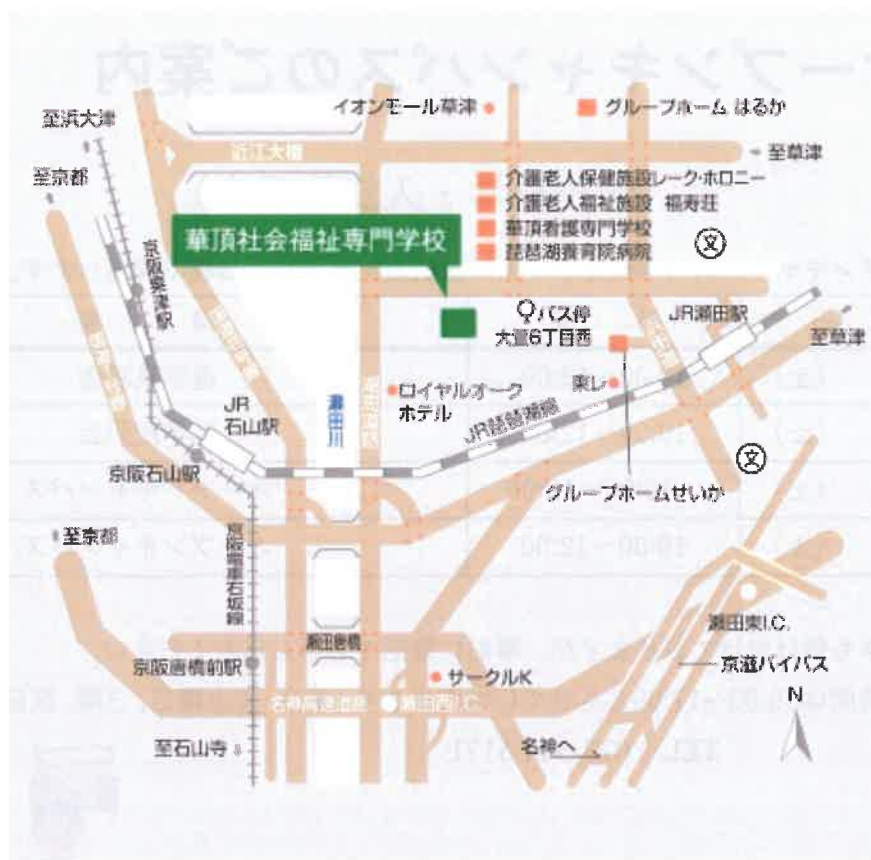 イオンモール草津
グループホーム はるか
至浜大津
近江大橋
至草津
至京都
介護老人保健施設レーク・ホロニー
介護老人福祉施設 福寿荘
華頂看護専門学校
琵琶湖養育院病院
華頂社会福祉専門学校
文
京阪粟津駅
バス停
大萱6丁目西
JR瀬田駅
至草津
東レ
ロイヤルオーク
ホテル
瀬田川
JR琵琶湖線
JR
石山駅
京阪石山駅
文
グループホームせいか
至京都
京阪電車石坂線
瀬田東I.C.
瀬田唐橋
京滋バイパス
京阪唐橋前駅
サークルK
N
名神高速道路
瀬田西I.C.
名神へ
至石山寺